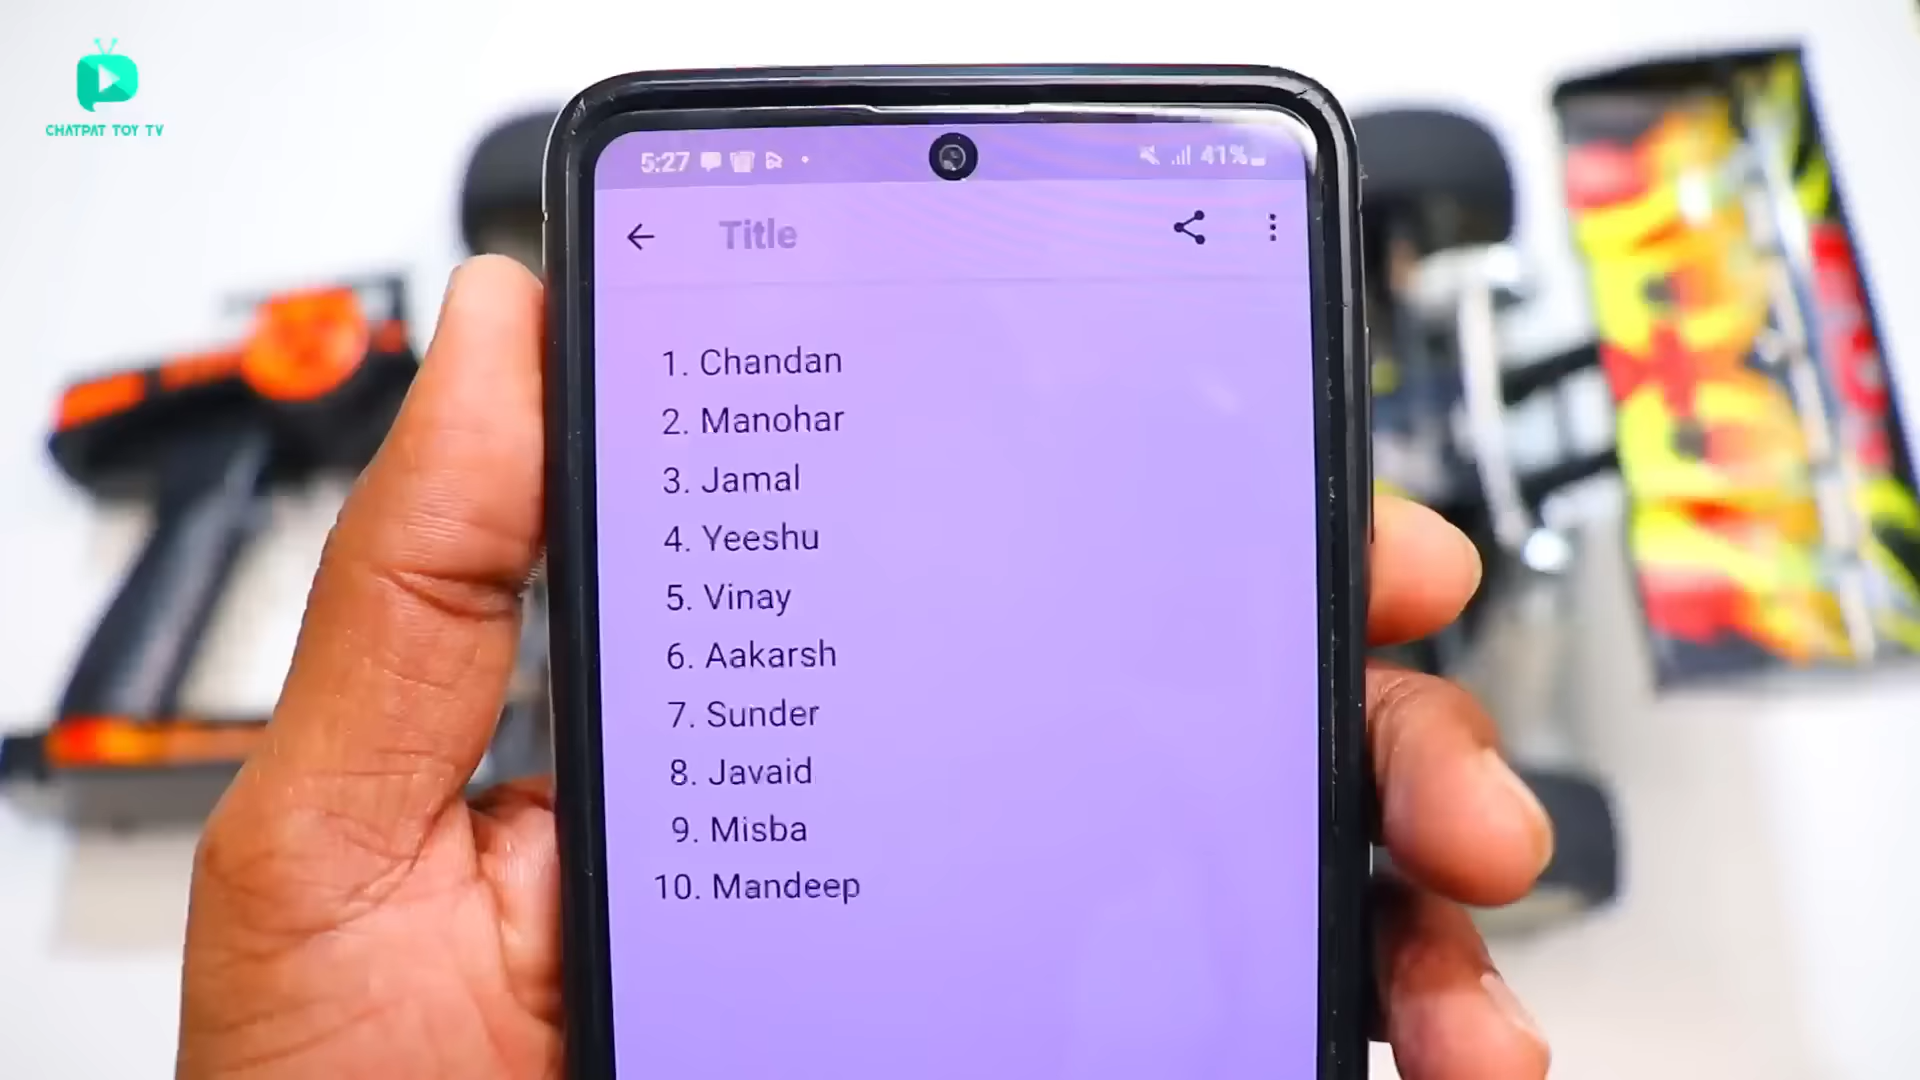 CHATPAT TOY TV
5:27 41%
Title
1. Chandan
2. Manohar
3. Jamal
4. Yeeshu
5. Vinay
6. Aakarsh
7. Sunder
8. Javaid
9. Misba
10. Mandeep